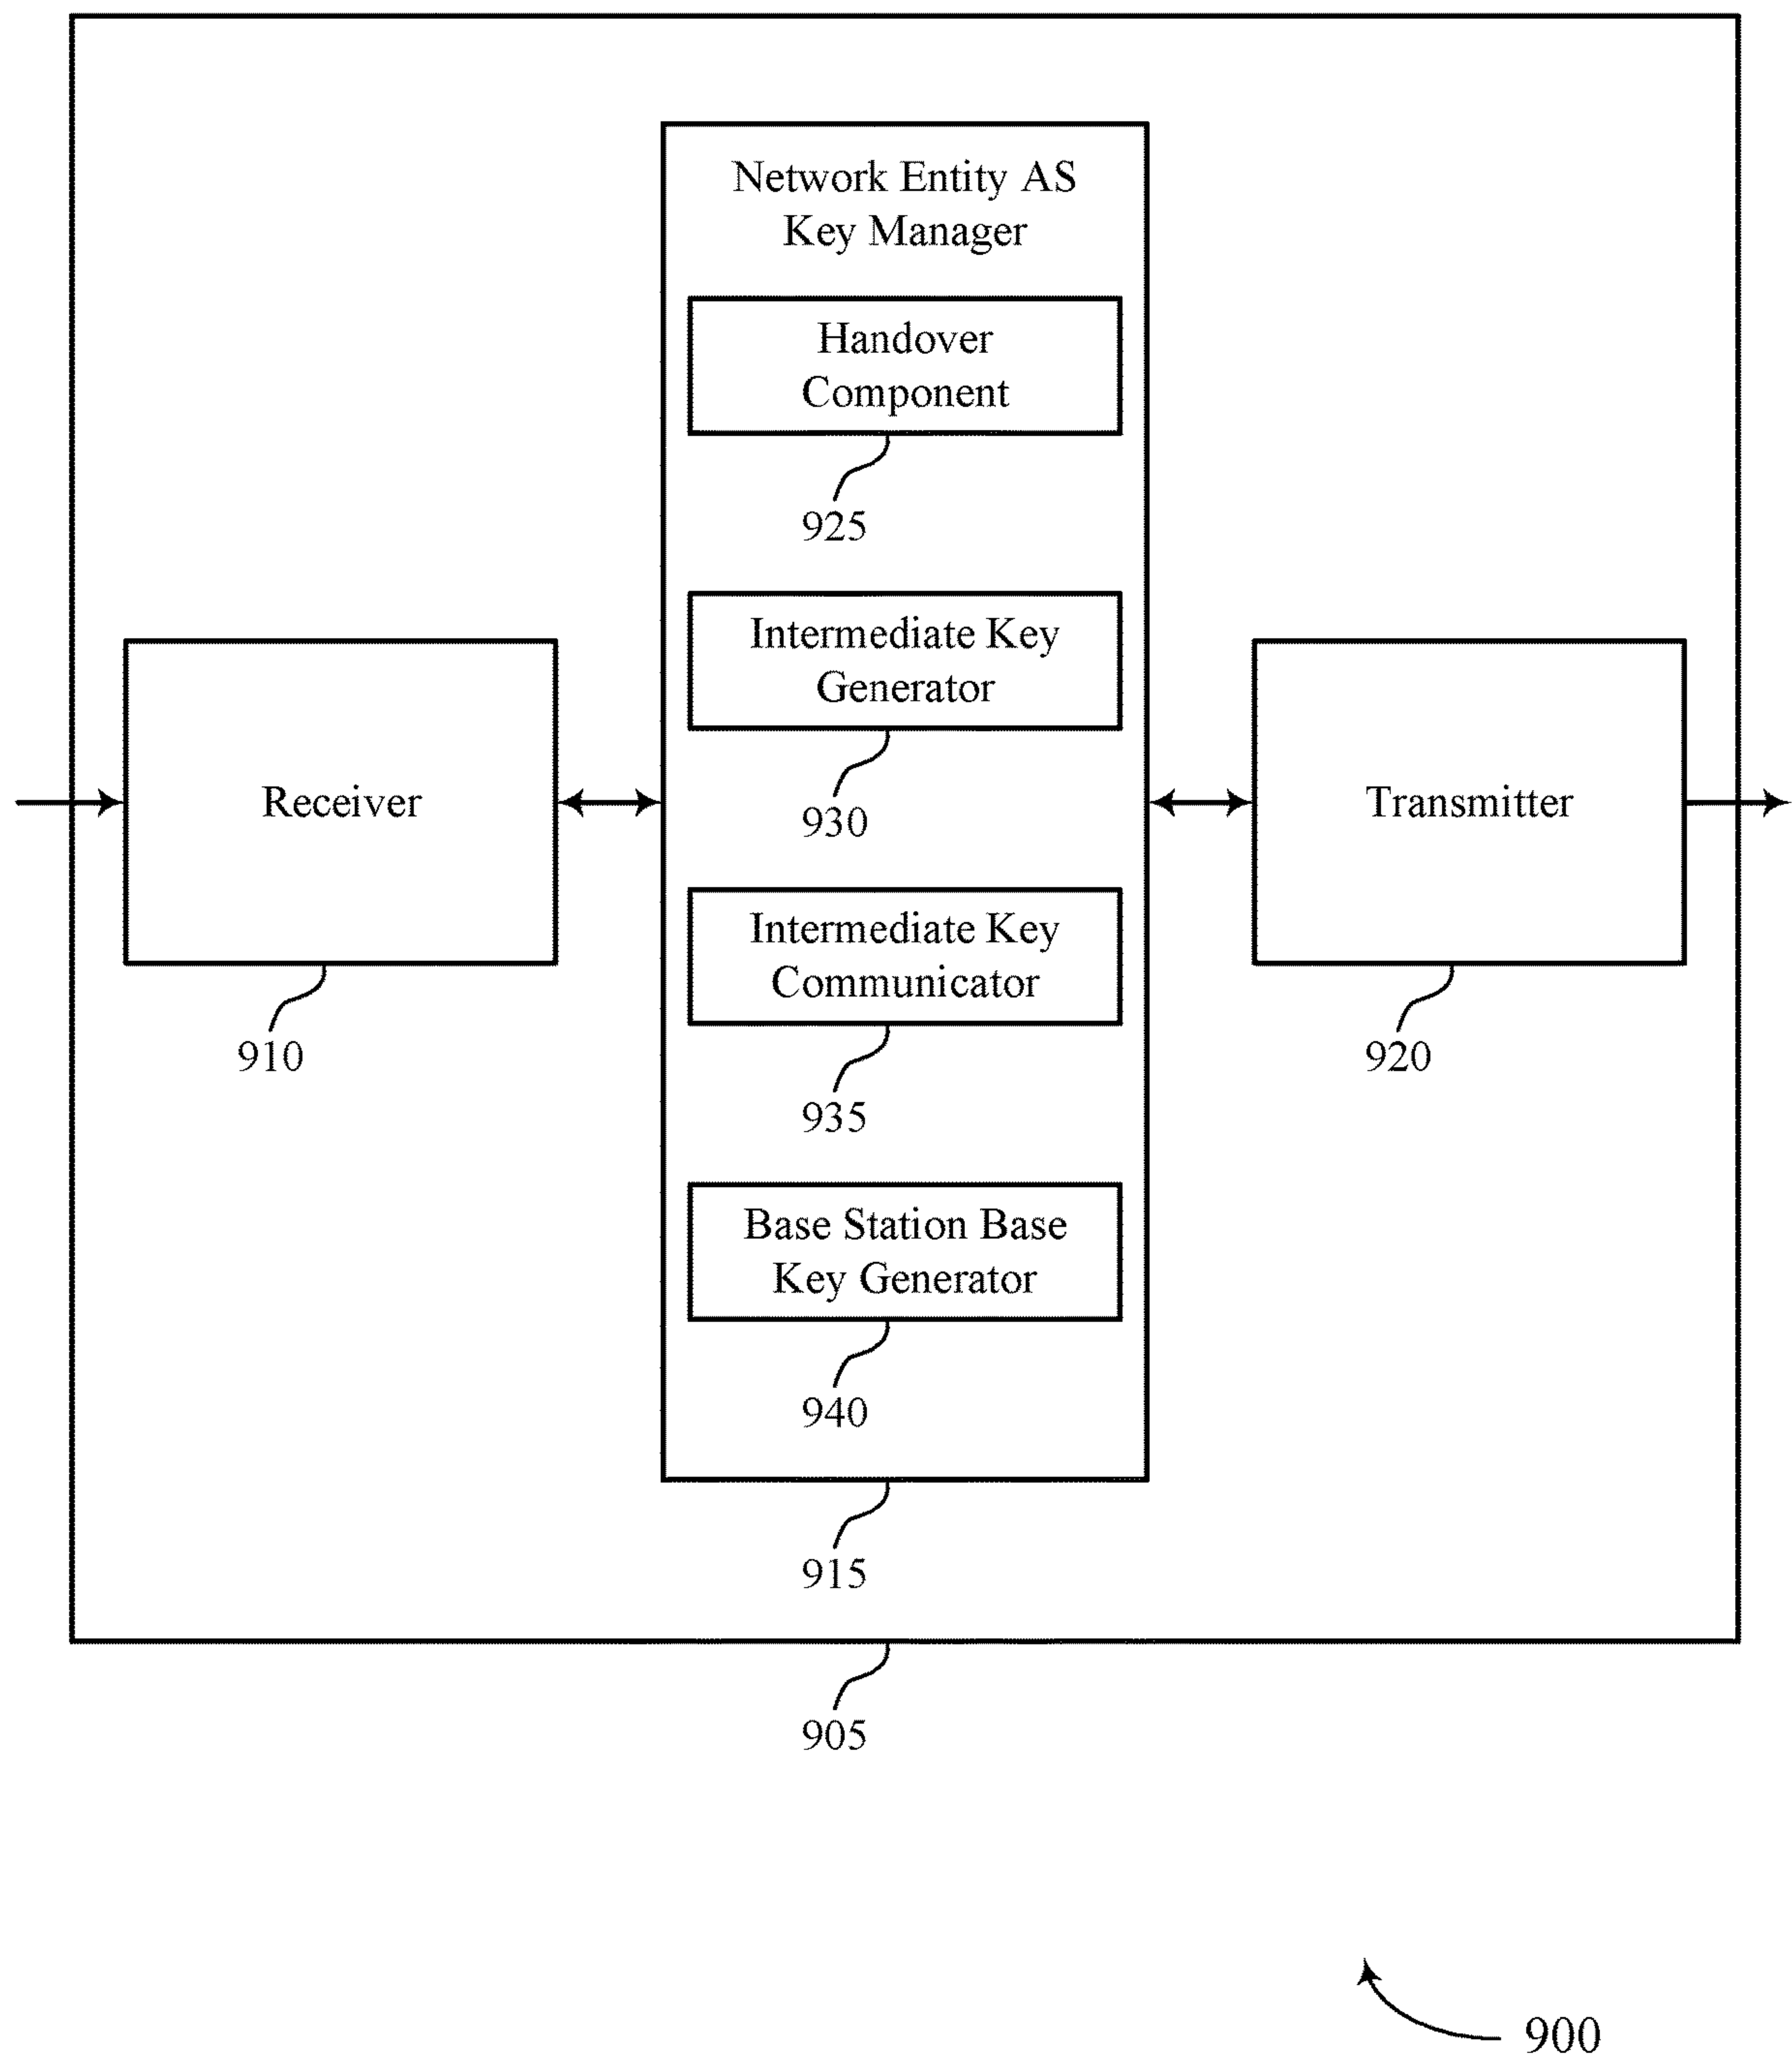 Network Entity AS
Key Manager
Handover
Component
925
Intermediate Key
Generator
930
Receiver
910
Transmitter
920
Intermediate Key
Communicator
935
Base Station Base
Key Generator
940
915
905
900